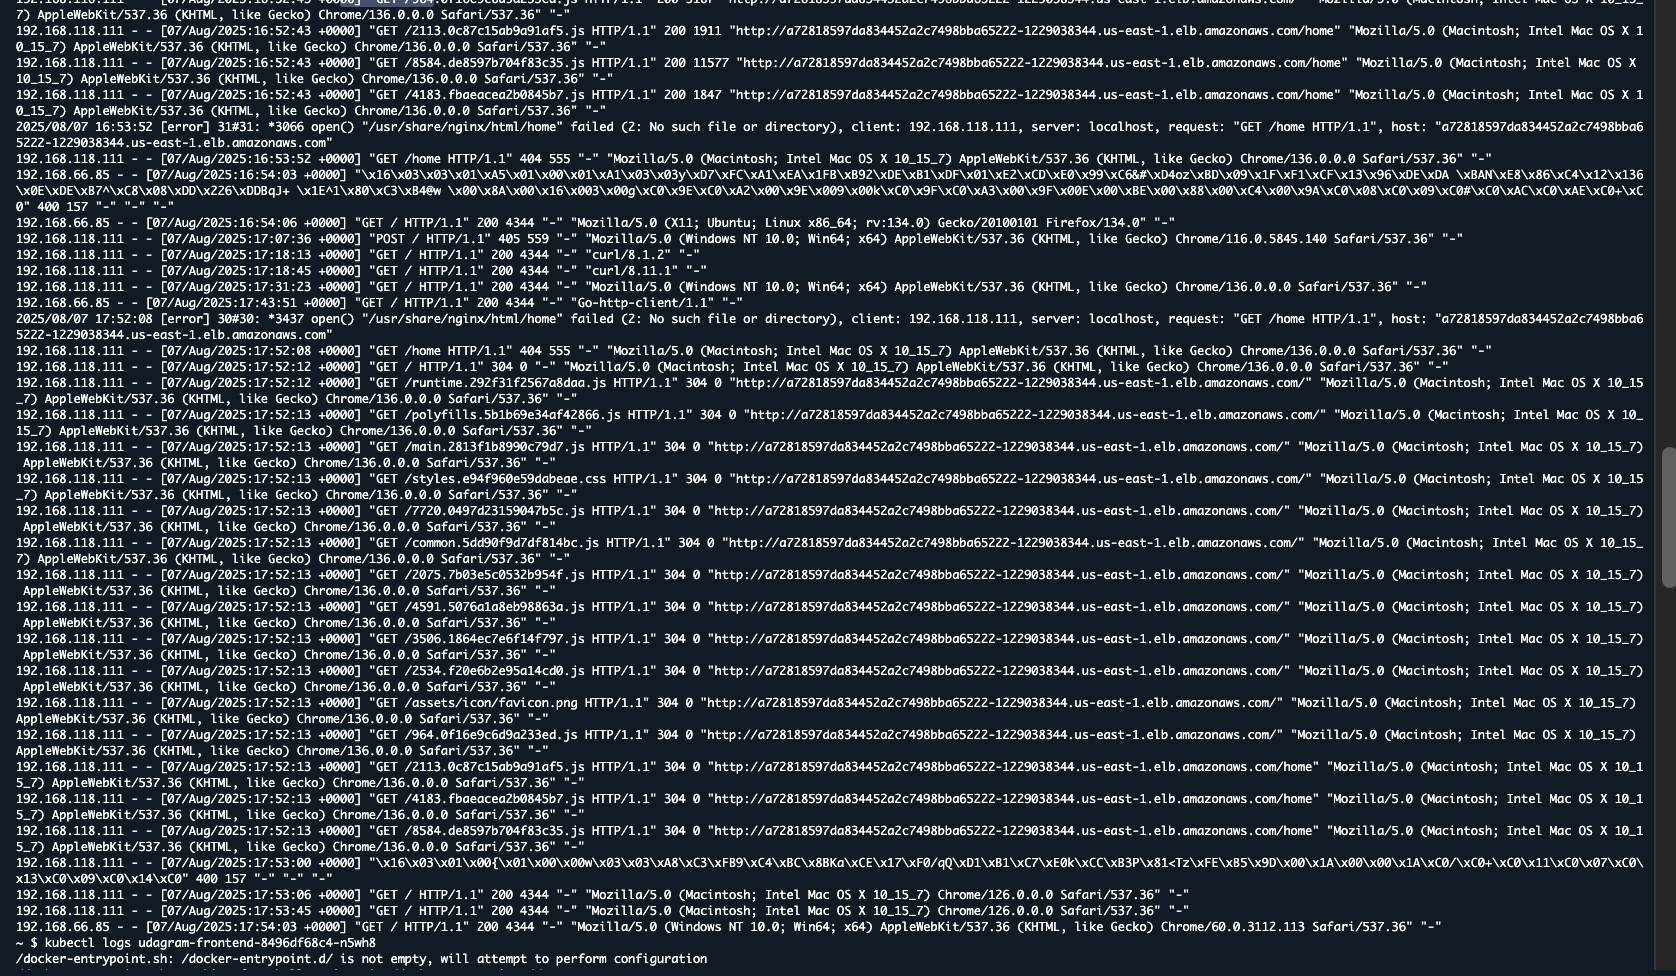 7) AppleWebKit/537.36 (KHTML, like Gecko) Chrome/136.0.0.0 Safari/537.36" "-"
192.168.118.111 - - [07/Aug/2025:16:52:43 +0000] "GET /2113.0c87c15ab9a91af5.js HTTP/1.1" 200 1911 "http://a72818597da834452a2c7498bba65222-1229038344.us-east-1.elb.amazonaws.com/home" "Mozilla/5.0 (Macintosh; Intel Mac OS X 1
0_15_7) AppleWebKit/537.36 (KHTML, like Gecko) Chrome/136.0.0.0 Safari/537.36" "-"
192.168.118.111 - - [07/Aug/2025:16:52:43 +0000] "GET /8584.de8597b704f83c35.js HTTP/1.1" 200 11577 "http://a72818597da834452a2c7498bba65222-1229038344.us-east-1.elb.amazonaws.com/home" "Mozilla/5.0 (Macintosh; Intel Mac OS X
10_15_7) AppleWebKit/537.36 (KHTML, like Gecko) Chrome/136.0.0.0 Safari/537.36" "-"
192.168.118.111 - - [07/Aug/2025:16:52:43 +0000] "GET /4183.fbaeacea2b0845b7.js HTTP/1.1" 200 1847 "http://a72818597da834452a2c7498bba65222-1229038344.us-east-1.elb.amazonaws.com/home" "Mozilla/5.0 (Macintosh; Intel Mac OS X 1
0_15_7) AppleWebKit/537.36 (KHTML, like Gecko) Chrome/136.0.0.0 Safari/537.36" "-"
2025/08/07 16:53:52 [error] 31#31: *3066 open() "/usr/share/nginx/html/home" failed (2: No such file or directory), client: 192.168.118.111, server: localhost, request: "GET /home HTTP/1.1", host: "a72818597da834452a2c7498bba6
5222-1229038344.us-east-1.elb.amazonaws.com"
192.168.118.111 - - [07/Aug/2025:16:53:52 +0000] "GET /home HTTP/1.1" 404 555 "-" "Mozilla/5.0 (Macintosh; Intel Mac OS X 10_15_7) AppleWebKit/537.36 (KHTML, like Gecko) Chrome/136.0.0.0 Safari/537.36" "-"
192.168.66.85 - - [07/Aug/2025:16:54:03 +0000] "\x16\x03\x01\xA5\x01\x00\x01\xA1\x03\x03y\xD7\xFC\xA1\xEA\x1FB\xB92\xDE\xB1\xDF\x01\xE2\xCD\xE0\x99\xC6&#\xD4oz\xBD\x09\x1F\xF1\xCF\x13\x96\xDE\xDA \xBAN\xE8\x86\xC4\x12\x136
\x0E\xDE\xB7^\xC8\x08\xDD\x226\xDDBqJ+ \x1E^1\x80\xC3\xB4@w \x00\x8A\x00\x16\x003\x00g\xC0\x9E\xC0\xA2\x00\x9E\x009\x00k\xC0\x9F\xC0\xA3\x00\x9F\x00E\x00\xBE\x00\x88\x00\xC4\x00\x9A\xC0\x08\xC0\x09\xC0#\xC0\xAC\xC0\xAE\xC0+\xC
0" 400 157 "-" "-" "-"
192.168.66.85 - - [07/Aug/2025:16:54:06 +0000] "GET / HTTP/1.1" 200 4344 "-" "Mozilla/5.0 (X11; Ubuntu; Linux x86_64; rv:134.0) Gecko/20100101 Firefox/134.0" "-"
192.168.118.111 - - [07/Aug/2025:17:07:36 +0000] "POST / HTTP/1.1" 405 559 "-" "Mozilla/5.0 (Windows NT 10.0; Win64; x64) AppleWebKit/537.36 (KHTML, like Gecko) Chrome/116.0.5845.140 Safari/537.36" "-"
192.168.118.111 - - [07/Aug/2025:17:18:13 +0000] "GET / HTTP/1.1" 200 4344 "-" "curl/8.1.2" "-"
192.168.118.111 - - [07/Aug/2025:17:18:45 +0000] "GET / HTTP/1.1" 200 4344 "-" "curl/8.11.1" "-"
192.168.118.111 - - [07/Aug/2025:17:31:23 +0000] "GET / HTTP/1.1" 200 4344 "-" "Mozilla/5.0 (Windows NT 10.0; Win64; x64) AppleWebKit/537.36 (KHTML, like Gecko) Chrome/136.0.0.0 Safari/537.36" "-"
192.168.66.85 - - [07/Aug/2025:17:43:51 +0000] "GET / HTTP/1.1" 200 4344 "-" "Go-http-client/1.1" "-"
2025/08/07 17:52:08 [error] 30#30: *3437 open() "/usr/share/nginx/html/home" failed (2: No such file or directory), client: 192.168.118.111, server: localhost, request: "GET /home HTTP/1.1", host: "a72818597da834452a2c7498bba6
5222-1229038344.us-east-1.elb.amazonaws.com"
192.168.118.111 - - [07/Aug/2025:17:52:08 +0000] "GET /home HTTP/1.1" 404 555 "-" "Mozilla/5.0 (Macintosh; Intel Mac OS X 10_15_7) AppleWebKit/537.36 (KHTML, like Gecko) Chrome/136.0.0.0 Safari/537.36" "-"
192.168.118.111 - - [07/Aug/2025:17:52:12 +0000] "GET / HTTP/1.1" 304 0 "-" "Mozilla/5.0 (Macintosh; Intel Mac OS X 10_15_7) AppleWebKit/537.36 (KHTML, like Gecko) Chrome/136.0.0.0 Safari/537.36" "-"
192.168.118.111 - - [07/Aug/2025:17:52:12 +0000] "GET /runtime.292f31f2567a8daa.js HTTP/1.1" 304 0 "http://a72818597da834452a2c7498bba65222-1229038344.us-east-1.elb.amazonaws.com/" "Mozilla/5.0 (Macintosh; Intel Mac OS X 10_15
_7) AppleWebKit/537.36 (KHTML, like Gecko) Chrome/136.0.0.0 Safari/537.36" "-"
192.168.118.111 - - [07/Aug/2025:17:52:13 +0000] "GET /polyfills.5b1b69e34af42866.js HTTP/1.1" 304 0 "http://a72818597da834452a2c7498bba65222-1229038344.us-east-1.elb.amazonaws.com/" "Mozilla/5.0 (Macintosh; Intel Mac OS X 10_
15_7) AppleWebKit/537.36 (KHTML, like Gecko) Chrome/136.0.0.0 Safari/537.36" "-"
192.168.118.111 - - [07/Aug/2025:17:52:13 +0000] "GET /main.2813f1b8990c79d7.js HTTP/1.1" 304 0 "http://a72818597da834452a2c7498bba65222-1229038344.us-east-1.elb.amazonaws.com/" "Mozilla/5.0 (Macintosh; Intel Mac OS X 10_15_7)
AppleWebKit/537.36 (KHTML, like Gecko) Chrome/136.0.0.0 Safari/537.36" "-"
192.168.118.111 - - [07/Aug/2025:17:52:13 +0000] "GET /styles.e94f960e59dabeae.css HTTP/1.1" 304 0 "http://a72818597da834452a2c7498bba65222-1229038344.us-east-1.elb.amazonaws.com/" "Mozilla/5.0 (Macintosh; Intel Mac OS X 10_15
_7) AppleWebKit/537.36 (KHTML, like Gecko) Chrome/136.0.0.0 Safari/537.36" "-"
192.168.118.111 - - [07/Aug/2025:17:52:13 +0000] "GET /7720.0497d23159047b5c.js HTTP/1.1" 304 0 "http://a72818597da834452a2c7498bba65222-1229038344.us-east-1.elb.amazonaws.com/" "Mozilla/5.0 (Macintosh; Intel Mac OS X 10_15_7)
AppleWebKit/537.36 (KHTML, like Gecko) Chrome/136.0.0.0 Safari/537.36" "-"
192.168.118.111 - - [07/Aug/2025:17:52:13 +0000] "GET /common.5dd90f9d7df814bc.js HTTP/1.1" 304 0 "http://a72818597da834452a2c7498bba65222-1229038344.us-east-1.elb.amazonaws.com/" "Mozilla/5.0 (Macintosh; Intel Mac OS X 10_15_
7) AppleWebKit/537.36 (KHTML, like Gecko) Chrome/136.0.0.0 Safari/537.36" "-"
192.168.118.111 - - [07/Aug/2025:17:52:13 +0000] "GET /2075.7b03e5c0532b954f.js HTTP/1.1" 304 0 "http://a72818597da834452a2c7498bba65222-1229038344.us-east-1.elb.amazonaws.com/" "Mozilla/5.0 (Macintosh; Intel Mac OS X 10_15_7)
AppleWebKit/537.36 (KHTML, like Gecko) Chrome/136.0.0.0 Safari/537.36" "-"
192.168.118.111 - - [07/Aug/2025:17:52:13 +0000] "GET /4591.5076a1a8eb98863a.js HTTP/1.1" 304 0 "http://a72818597da834452a2c7498bba65222-1229038344.us-east-1.elb.amazonaws.com/" "Mozilla/5.0 (Macintosh; Intel Mac OS X 10_15_7)
AppleWebKit/537.36 (KHTML, like Gecko) Chrome/136.0.0.0 Safari/537.36" "-"
192.168.118.111 - - [07/Aug/2025:17:52:13 +0000] "GET /3506.1864ec7e6f14f797.js HTTP/1.1" 304 0 "http://a72818597da834452a2c7498bba65222-1229038344.us-east-1.elb.amazonaws.com/" "Mozilla/5.0 (Macintosh; Intel Mac OS X 10_15_7)
AppleWebKit/537.36 (KHTML, like Gecko) Chrome/136.0.0.0 Safari/537.36" "-"
192.168.118.111 - - [07/Aug/2025:17:52:13 +0000] "GET /2534.f20e6b2e95a14cd0.js HTTP/1.1" 304 0 "http://a72818597da834452a2c7498bba65222-1229038344.us-east-1.elb.amazonaws.com/" "Mozilla/5.0 (Macintosh; Intel Mac OS X 10_15_7)
AppleWebKit/537.36 (KHTML, like Gecko) Chrome/136.0.0.0 Safari/537.36" "-"
192.168.118.111 - - [07/Aug/2025:17:52:13 +0000] "GET /assets/icon/favicon.png HTTP/1.1" 304 0 "http://a72818597da834452a2c7498bba65222-1229038344.us-east-1.elb.amazonaws.com/" "Mozilla/5.0 (Macintosh; Intel Mac OS X 10_15_7)
AppleWebKit/537.36 (KHTML, like Gecko) Chrome/136.0.0.0 Safari/537.36" "-"
192.168.118.111 - - [07/Aug/2025:17:52:13 +0000] "GET /964.0f16e9c6d9a233ed.js HTTP/1.1" 304 0 "http://a72818597da834452a2c7498bba65222-1229038344.us-east-1.elb.amazonaws.com/" "Mozilla/5.0 (Macintosh; Intel Mac OS X 10_15_7)
AppleWebKit/537.36 (KHTML, like Gecko) Chrome/136.0.0.0 Safari/537.36" "-"
192.168.118.111 - - [07/Aug/2025:17:52:13 +0000] "GET /2113.0c87c15ab9a91af5.js HTTP/1.1" 304 0 "http://a72818597da834452a2c7498bba65222-1229038344.us-east-1.elb.amazonaws.com/home" "Mozilla/5.0 (Macintosh; Intel Mac OS X 10_1
5_7) AppleWebKit/537.36 (KHTML, like Gecko) Chrome/136.0.0.0 Safari/537.36" "-"
192.168.118.111 - - [07/Aug/2025:17:52:13 +0000] "GET /4183.fbaeacea2b0845b7.js HTTP/1.1" 304 0 "http://a72818597da834452a2c7498bba65222-1229038344.us-east-1.elb.amazonaws.com/home" "Mozilla/5.0 (Macintosh; Intel Mac OS X 10_1
5_7) AppleWebKit/537.36 (KHTML, like Gecko) Chrome/136.0.0.0 Safari/537.36" "-"
192.168.118.111 - - [07/Aug/2025:17:52:13 +0000] "GET /8584.de8597b704f83c35.js HTTP/1.1" 304 0 "http://a72818597da834452a2c7498bba65222-1229038344.us-east-1.elb.amazonaws.com/home" "Mozilla/5.0 (Macintosh; Intel Mac OS X 10_1
5_7) AppleWebKit/537.36 (KHTML, like Gecko) Chrome/136.0.0.0 Safari/537.36" "-"
192.168.118.111 - - [07/Aug/2025:17:53:00 +0000] "\x16\x03\x01\x00{\x01\x00\x00w\x03\x03\xA8\xC3\xFB9\xC4\xBC\x8BKa\xCE\x17\xF0/qQ\xD1\xB1\xC7\xE0k\xCC\xB3P\x81<Tz\xFE\xB5\x9D\x00\x1A\x00\x00\x1A\xC0/\xC0+\xC0\x11\xC0\x07\xC0\
x13\xC0\x09\xC0\x14\xC0" 400 157 "-" "-" "-"
192.168.118.111 - - [07/Aug/2025:17:53:06 +0000] "GET / HTTP/1.1" 200 4344 "-" "Mozilla/5.0 (Macintosh; Intel Mac OS X 10_15_7) Chrome/126.0.0.0 Safari/537.36" "-"
192.168.118.111 - - [07/Aug/2025:17:53:45 +0000] "GET / HTTP/1.1" 200 4344 "-" "Mozilla/5.0 (Macintosh; Intel Mac OS X 10_15_7) Chrome/126.0.0.0 Safari/537.36" "-"
192.168.66.85 - - [07/Aug/2025:17:54:03 +0000] "GET / HTTP/1.1" 200 4344 "-" "Mozilla/5.0 (Windows NT 10.0; Win64; x64) AppleWebKit/537.36 (KHTML, like Gecko) Chrome/60.0.3112.113 Safari/537.36" "-"
~ $ kubectl logs udagram-frontend-8496df68c4-n5wh8
/docker-entrypoint.sh: /docker-entrypoint.d/ is not empty, will attempt to perform configuration